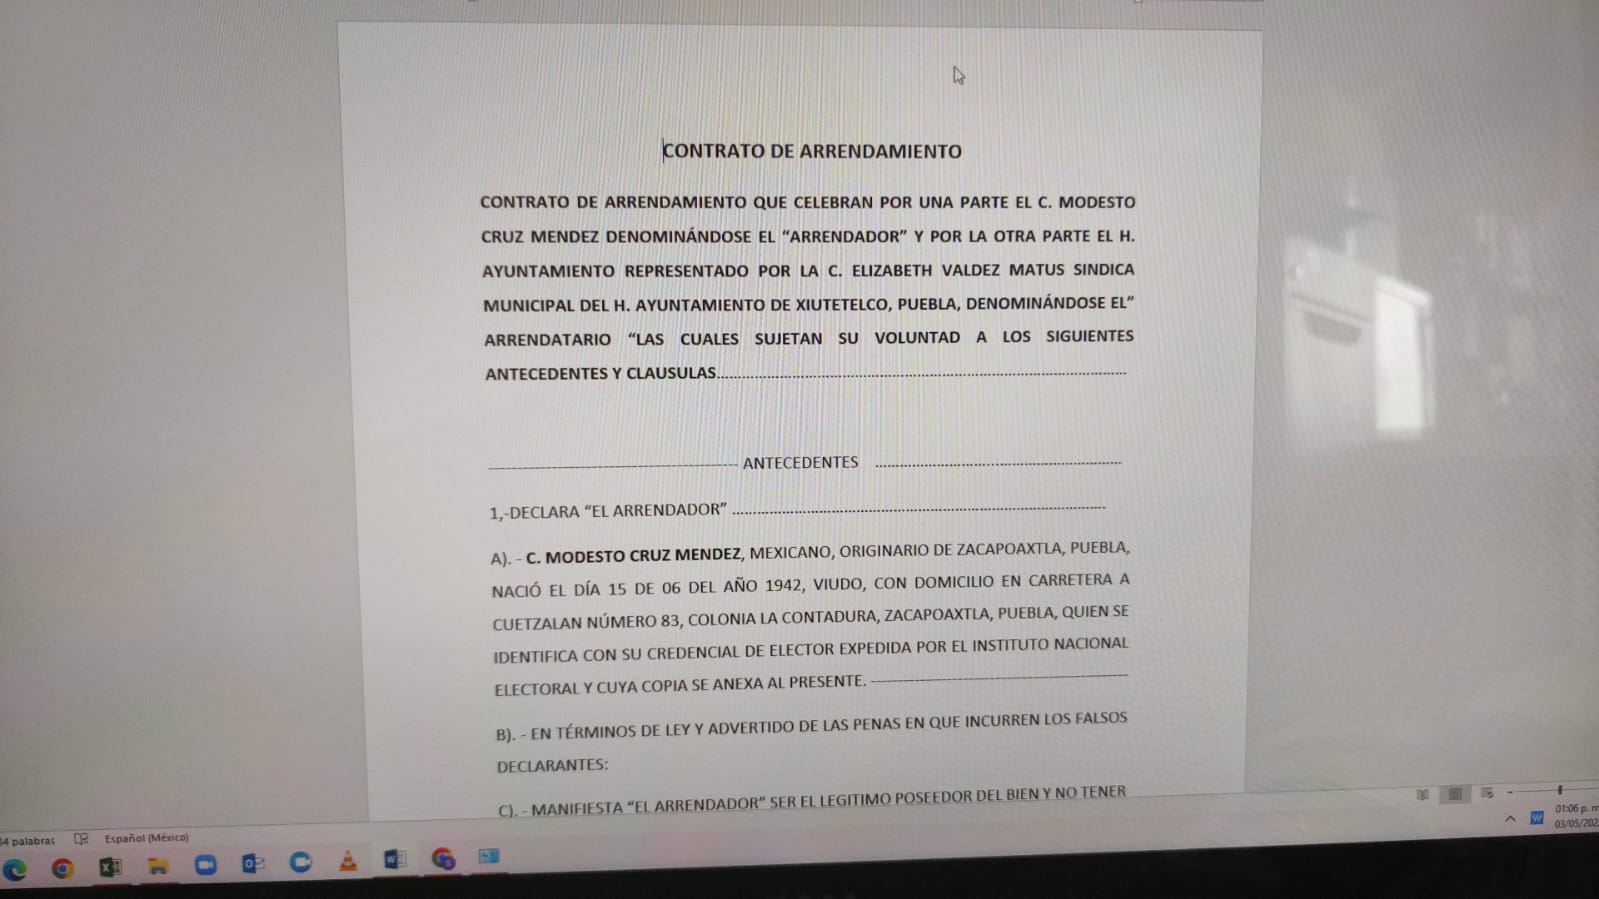 CONTRATO DE ARRENDAMIENTO
CONTRATO DE ARRENDAMIENTO QUE CELEBRAN POR UNA PARTE EL C. MODESTO
CRUZ MENDEZ DENOMINÁNDOSE EL “ARRENDADOR” Y POR LA OTRA PARTE EL H.
AYUNTAMIENTO REPRESENTADO POR LA C. ELIZABETH VALDEZ MATUS SINDICA
MUNICIPAL DEL H. AYUNTAMIENTO DE XIUTETELCO, PUEBLA, DENOMINÁNDOSE EL”
ARRENDATARIO “LAS CUALES SUJETAN SU VOLUNTAD A LOS SIGUIENTES
ANTECEDENTES Y CLAUSULAS
ANTECEDENTES
1,-DECLARA “EL ARRENDADOR”
A). - C. MODESTO CRUZ MENDEZ, MEXICANO, ORIGINARIO DE ZACAPOAXTLA, PUEBLA,
NACIÓ EL DÍA 15 DE 06 DEL AÑO 1942, VIUDO, CON DOMICILIO EN CARRETERA A
CUETZALAN NÚMERO 83, COLONIA LA CONTADURA, ZACAPOAXTLA, PUEBLA, QUIEN SE
IDENTIFICA CON SU CREDENCIAL DE ELECTOR EXPEDIDA POR EL INSTITUTO NACIONAL
ELECTORAL Y CUYA COPIA SE ANEXA AL PRESENTE.
B). - EN TÉRMINOS DE LEY Y ADVERTIDO DE LAS PENAS EN QUE INCURREN LOS FALSOS
DECLARANTES:
C). - MANIFIESTA “EL ARRENDADOR” SER EL LEGITIMO POSEEDOR DEL BIEN Y NO TENER
palabras Español (México)
01:06 p. m
03/05/202